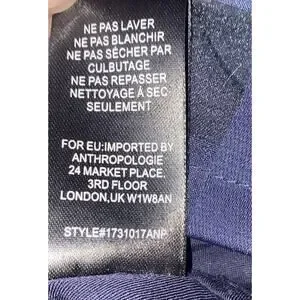 NE PAS LAVER
NE PAS BLANCHIR
NE PAS SÉCHER PAR
CULBUTAGE
NE PAS REPASSER
NETTOYAGE À SEC
SEULEMENT
FOR EU:IMPORTED BY
ANTHROPOLOGIE
24 MARKET PLACE.
3RD FLOOR
LONDON,UK W1W8AN
STYLE#1731017ANP